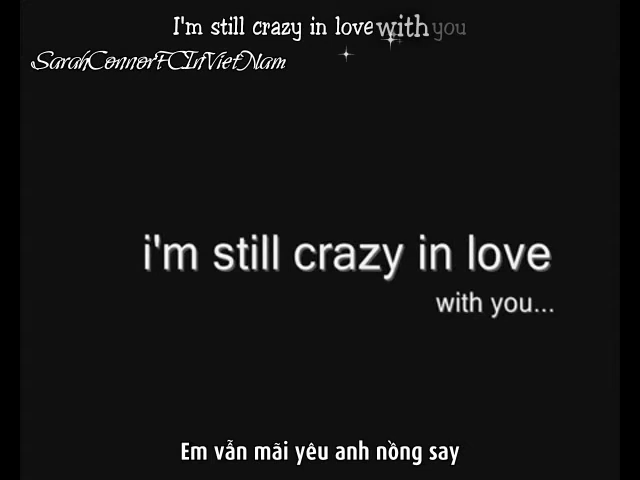 I'm still crazy in love with you
SarahConnorFCInVietNam
i'm still crazy in love
with you...
Em vẫn mãi yêu anh nồng say